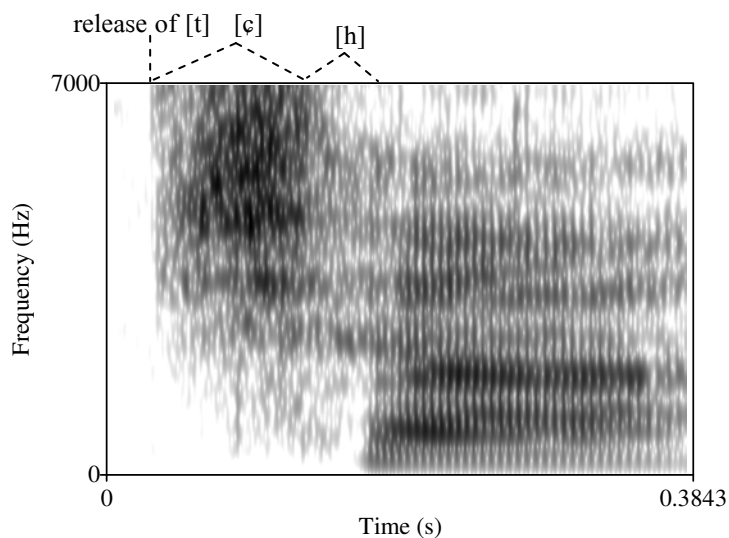 release of [t] [ɕ] [h]
7000
Frequency (Hz)
0
0 0.3843
Time (s)